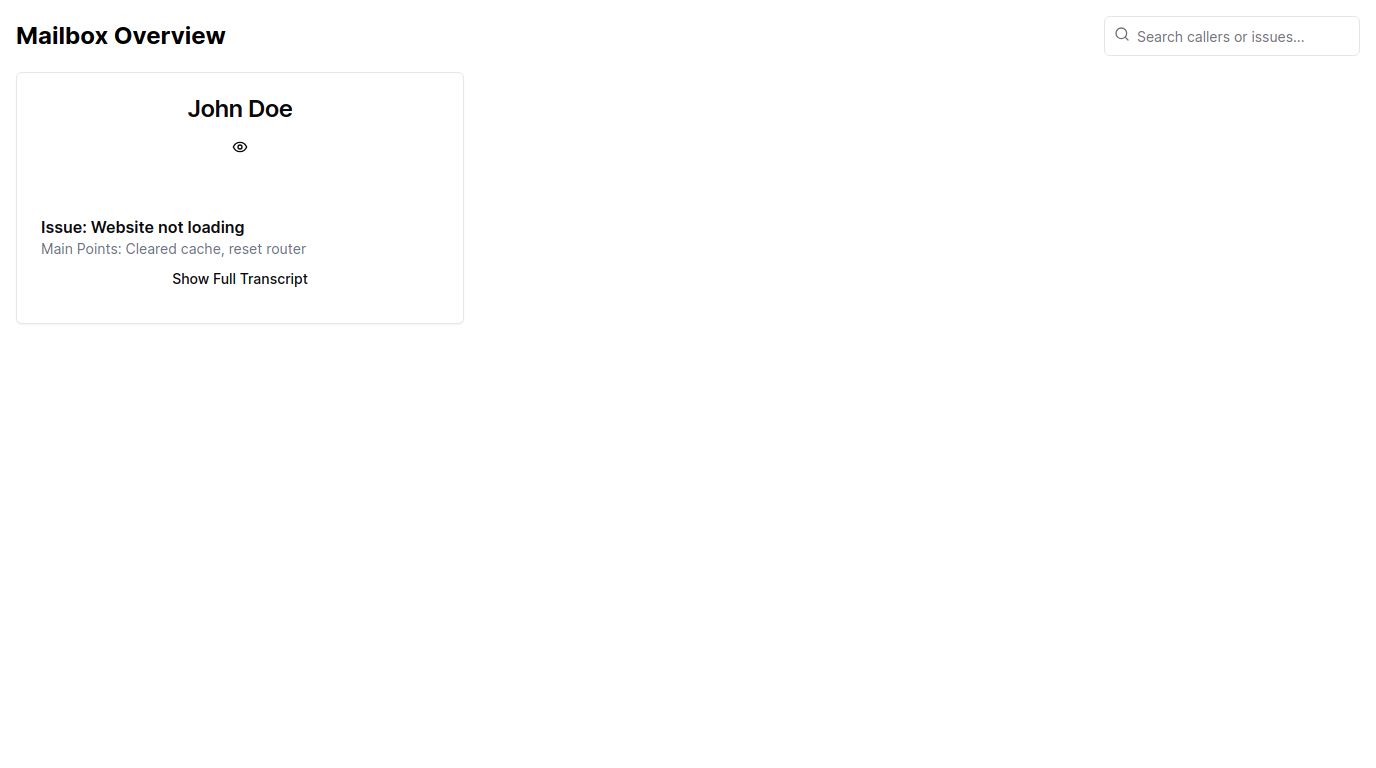 Mailbox Overview
Search callers or issues...
John Doe
Issue: Website not loading
Main Points: Cleared cache, reset router
Show Full Transcript